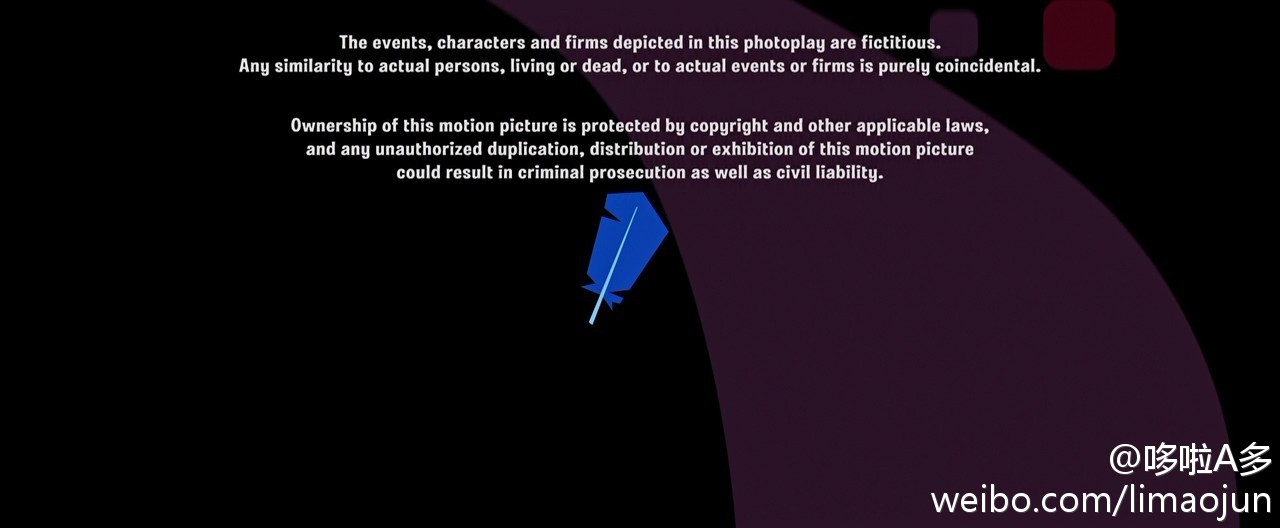 The events, characters and firms depicted in this photoplay are fictitious.
Any similarity to actual persons, living or dead, or to actual events or firms is purely coincidental.
Ownership of this motion picture is protected by copyright and other applicable laws,
and any unauthorized duplication, distribution or exhibition of this motion picture
could result in criminal prosecution as well as civil liability.
@哆啦A多
weibo.com/limaojun